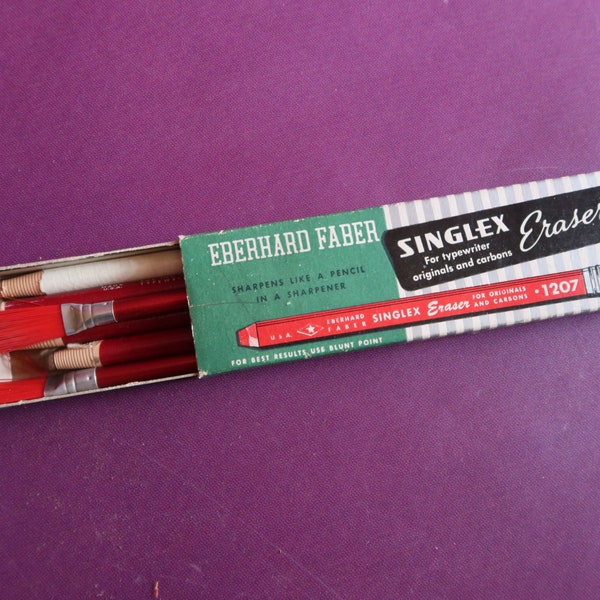 EBERHARD FABER
SHARPENS LIKE A PENCIL
IN A SHARPENER
SINGLEX Eraser
For typewriter
originals and carbons
U.S.A. EBERHARD FABER SINGLEX Eraser FOR ORIGINALS AND CARBONS • 1207
FOR BEST RESULTS USE BLUNT POINT